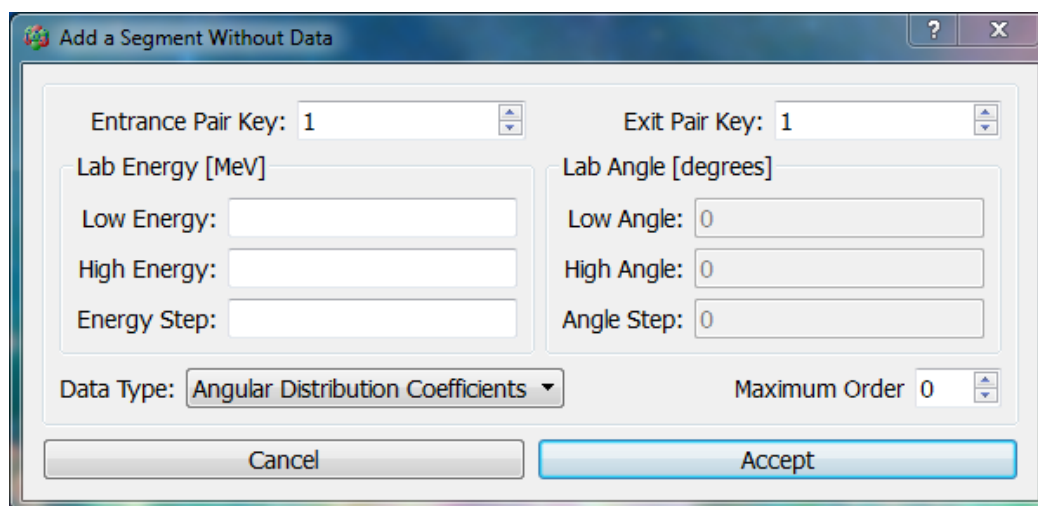 Add a Segment Without Data
?
X
Entrance Pair Key: 1
Exit Pair Key: 1
Lab Energy [MeV]
Low Energy:
High Energy:
Energy Step:
Lab Angle [degrees]
Low Angle: 0
High Angle: 0
Angle Step: 0
Data Type: Angular Distribution Coefficients
Maximum Order 0
Cancel
Accept